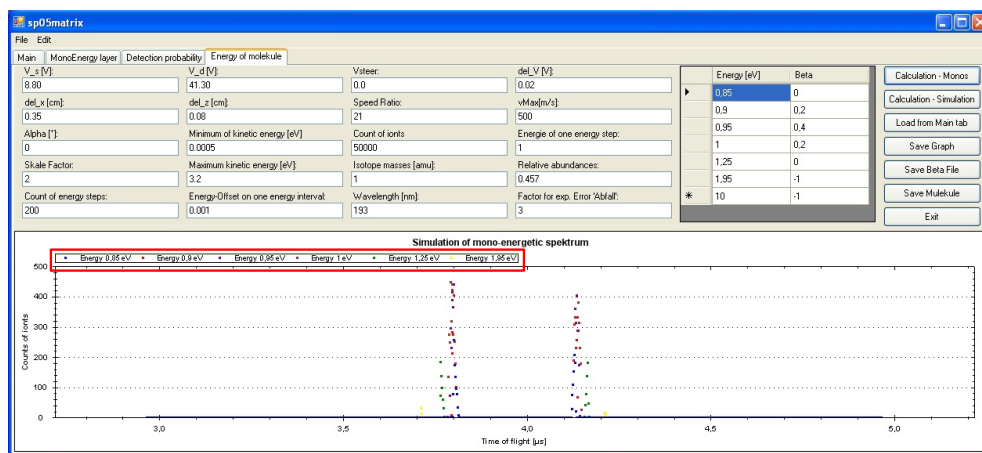 sp05matrix
File Edit
Main MonoEnergy layer Detection probability Energy of molekule
V_s [V]: V_d [V]: Vsteer: del_V [V]:
8.80 41.30 0.0 0.02
del_x [cm]: del_z [cm]: Speed Ratio: vMax[m/s]:
0.35 0.08 21 500
Alpha [°]: Minimum of kinetic energy [eV] Count of ionts Energie of one energy step:
0 0.0005 50000 1
Skale Factor: Maximum kinetic energy [eV]: Isotope masses [amu]: Relative abundances:
2 3.2 1 0.457
Count of energy steps: Energy-Offset on one energy interval: Wavelength [nm]: Factor for exp. Error 'Abfall':
200 0.001 193 3
Energy [eV] Beta
0,85 0
0,9 0,2
0,95 0,4
1 0,2
1,25 0
1,95 -1
10 -1
Calculation - Monos
Calculation - Simulation
Load from Main tab
Save Graph
Save Beta File
Save Mulekule
Exit
Simulation of mono-energetic spektrum
Energy 0,85 eV Energy 0,9 eV Energy 0,95 eV Energy 1 eV Energy 1,25 eV Energy 1,95 eV
500
400
300
200
100
0
Counts of ionts
3,0 3,5 4,0 4,5 5,0
Time of flight [µs]